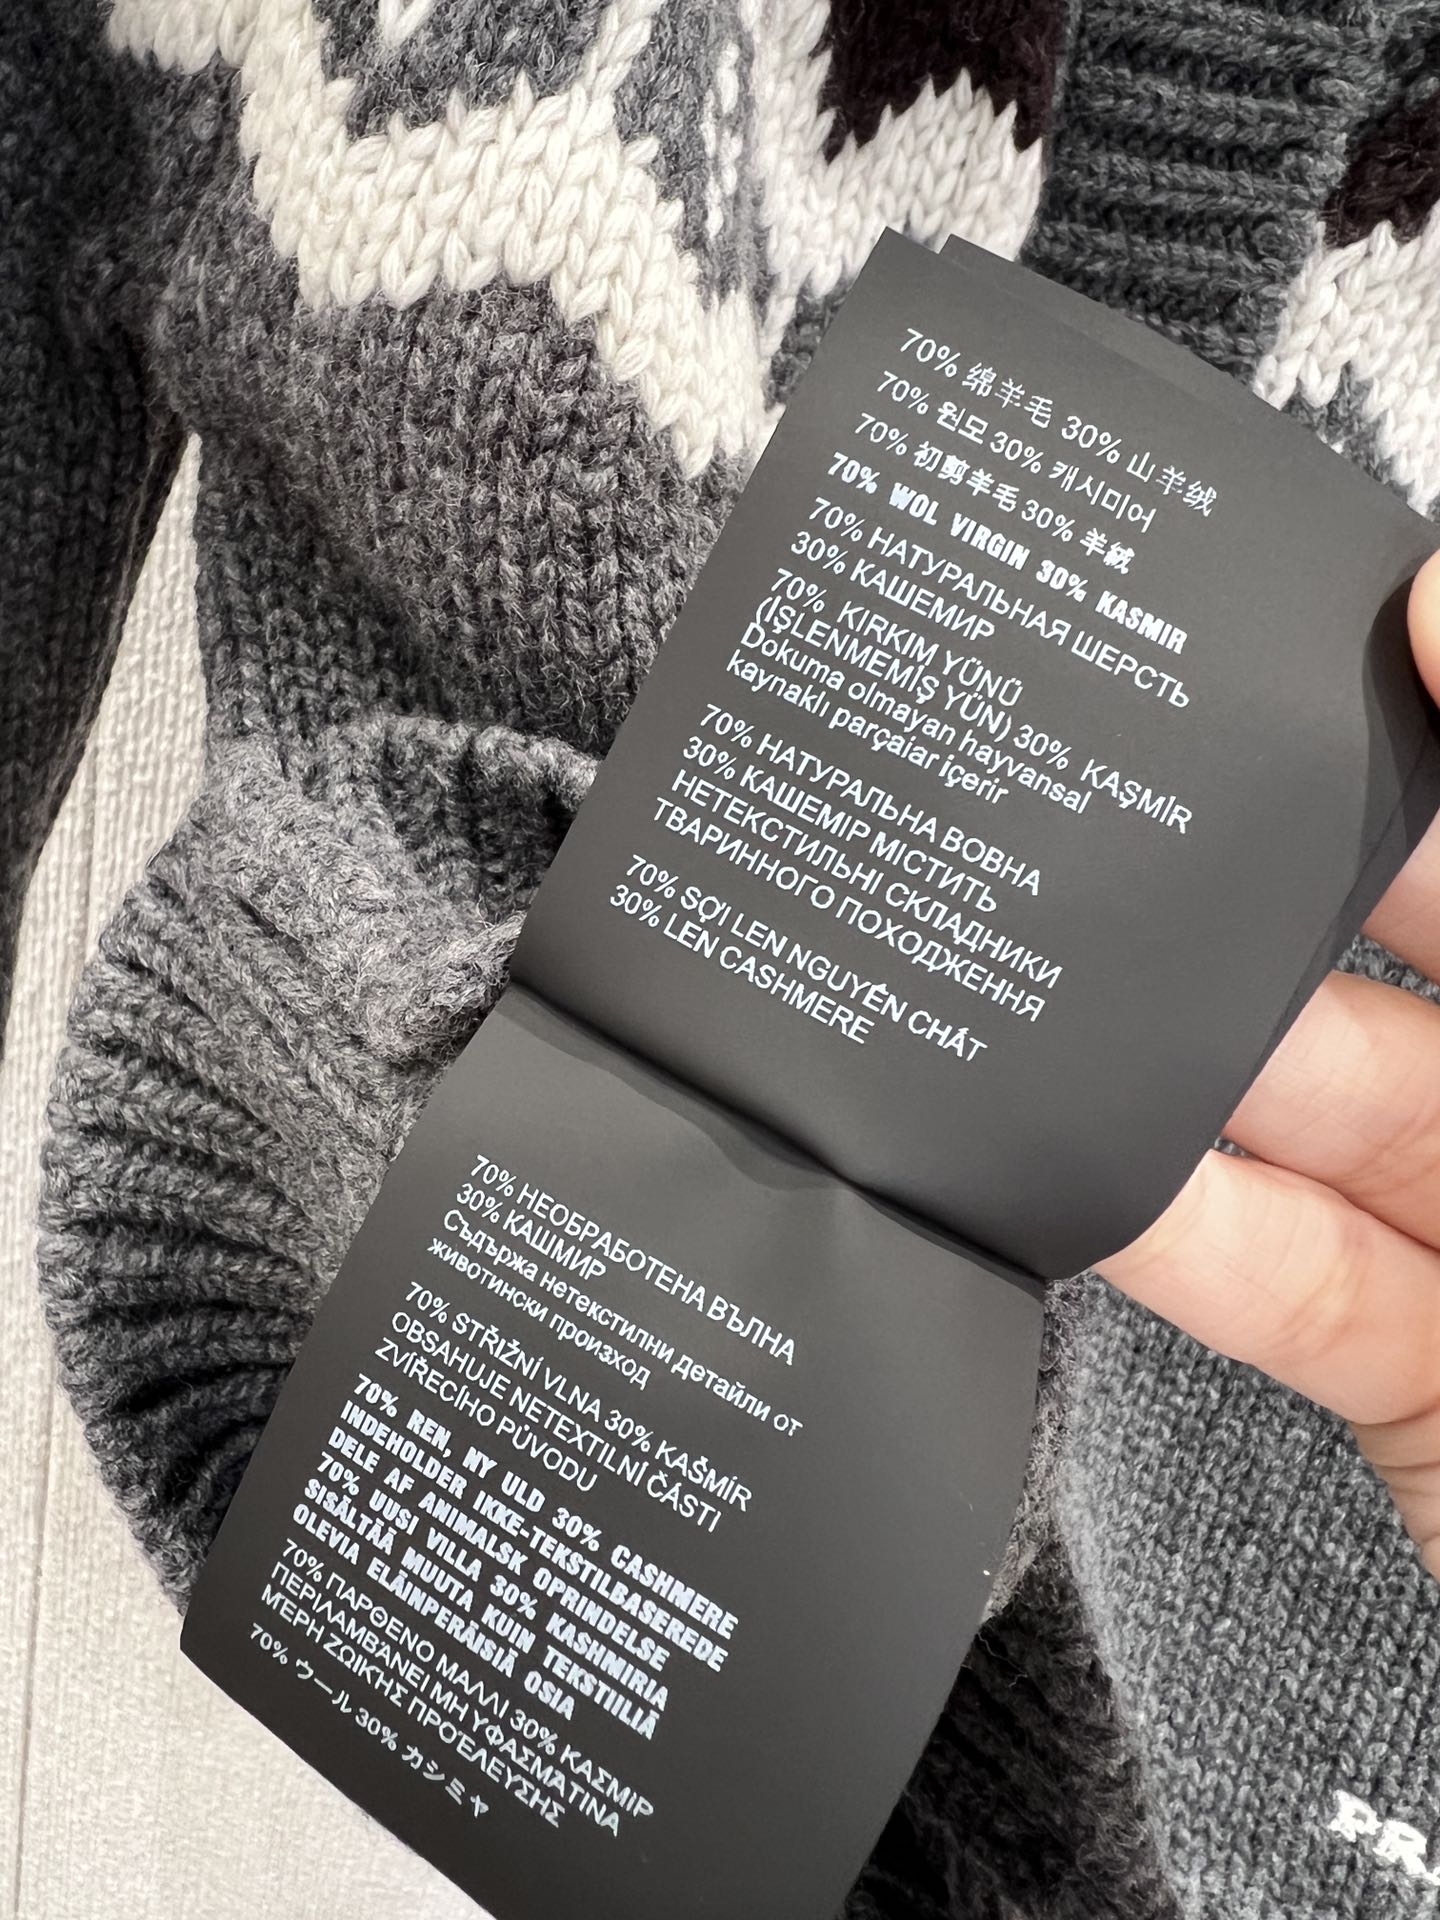 70% 绵羊毛 30% 山羊绒
70% 원모 30% 캐시미어
70% 初剪羊毛 30% 羊绒
70% WOL VIRGIN 30% KASMIR
70% НАТУРАЛЬНАЯ ШЕРСТЬ
30% КАШЕМИР
70% KIRKIM YÜNÜ
(İŞLENMEMİŞ YÜN) 30% KAŞMİR
Dokuma olmayan hayvansal
kaynaklı parçalar içerir
70% НАТУРАЛЬНА ВОВНА
30% КАШЕМІР МІСТИТЬ
НЕТЕКСТИЛЬНІ СКЛАДНИКИ
ТВАРИННОГО ПОХОДЖЕННЯ
70% SỢI LEN NGUYÊN CHẤT
30% LEN CASHMERE
70% НЕОБРАБОТЕНА ВЪЛНА
30% КАШМИР
Съдържа нетекстилни детайли от
животински произход
70% STŘIŽNÍ VLNA 30% KAŠMÍR
OBSAHUJE NETEXTILNÍ ČÁSTI
ZVÍŘECÍHO PŮVODU
70% REN, NY ULD 30% CASHMERE
INDEHOLDER IKKE-TEKSTILBASEREDE
DELE AF ANIMALSK OPRINDELSE
70% UUSI VILLA 30% KASHMIRIA
SISÄLTÄÄ MUUTA KUIN TEKSTIILIÄ
OLEVIA ELÄINPERÄISIÄ OSIA
70% ΠΑΡΘΕΝΟ ΜΑΛΛΙ 30% ΚΑΣΜΙΡ
ΠΕΡΙΛΑΜΒΆΝΕΙ ΜΗ ΥΦΑΣΜΑΤΙΝΑ
ΜΈΡΗ ΖΩΙΚΉΣ ΠΡΟΈΛΕΥΣΗΣ
70% ウール 30% カシミヤ